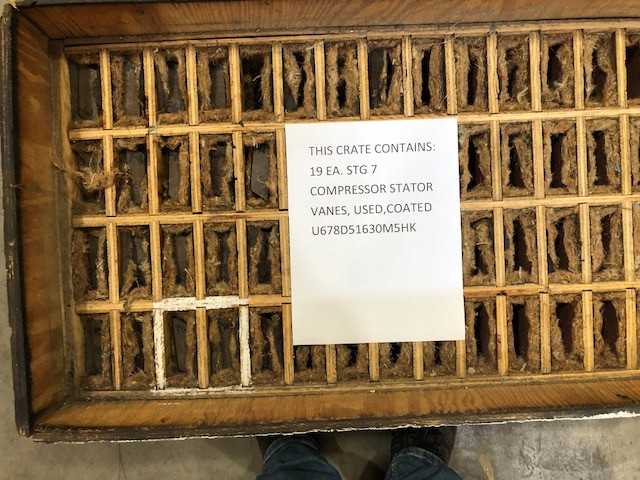 THIS CRATE CONTAINS:
19 EA. STG 7
COMPRESSOR STATOR
VANES, USED,COATED
U678D51630M5HK